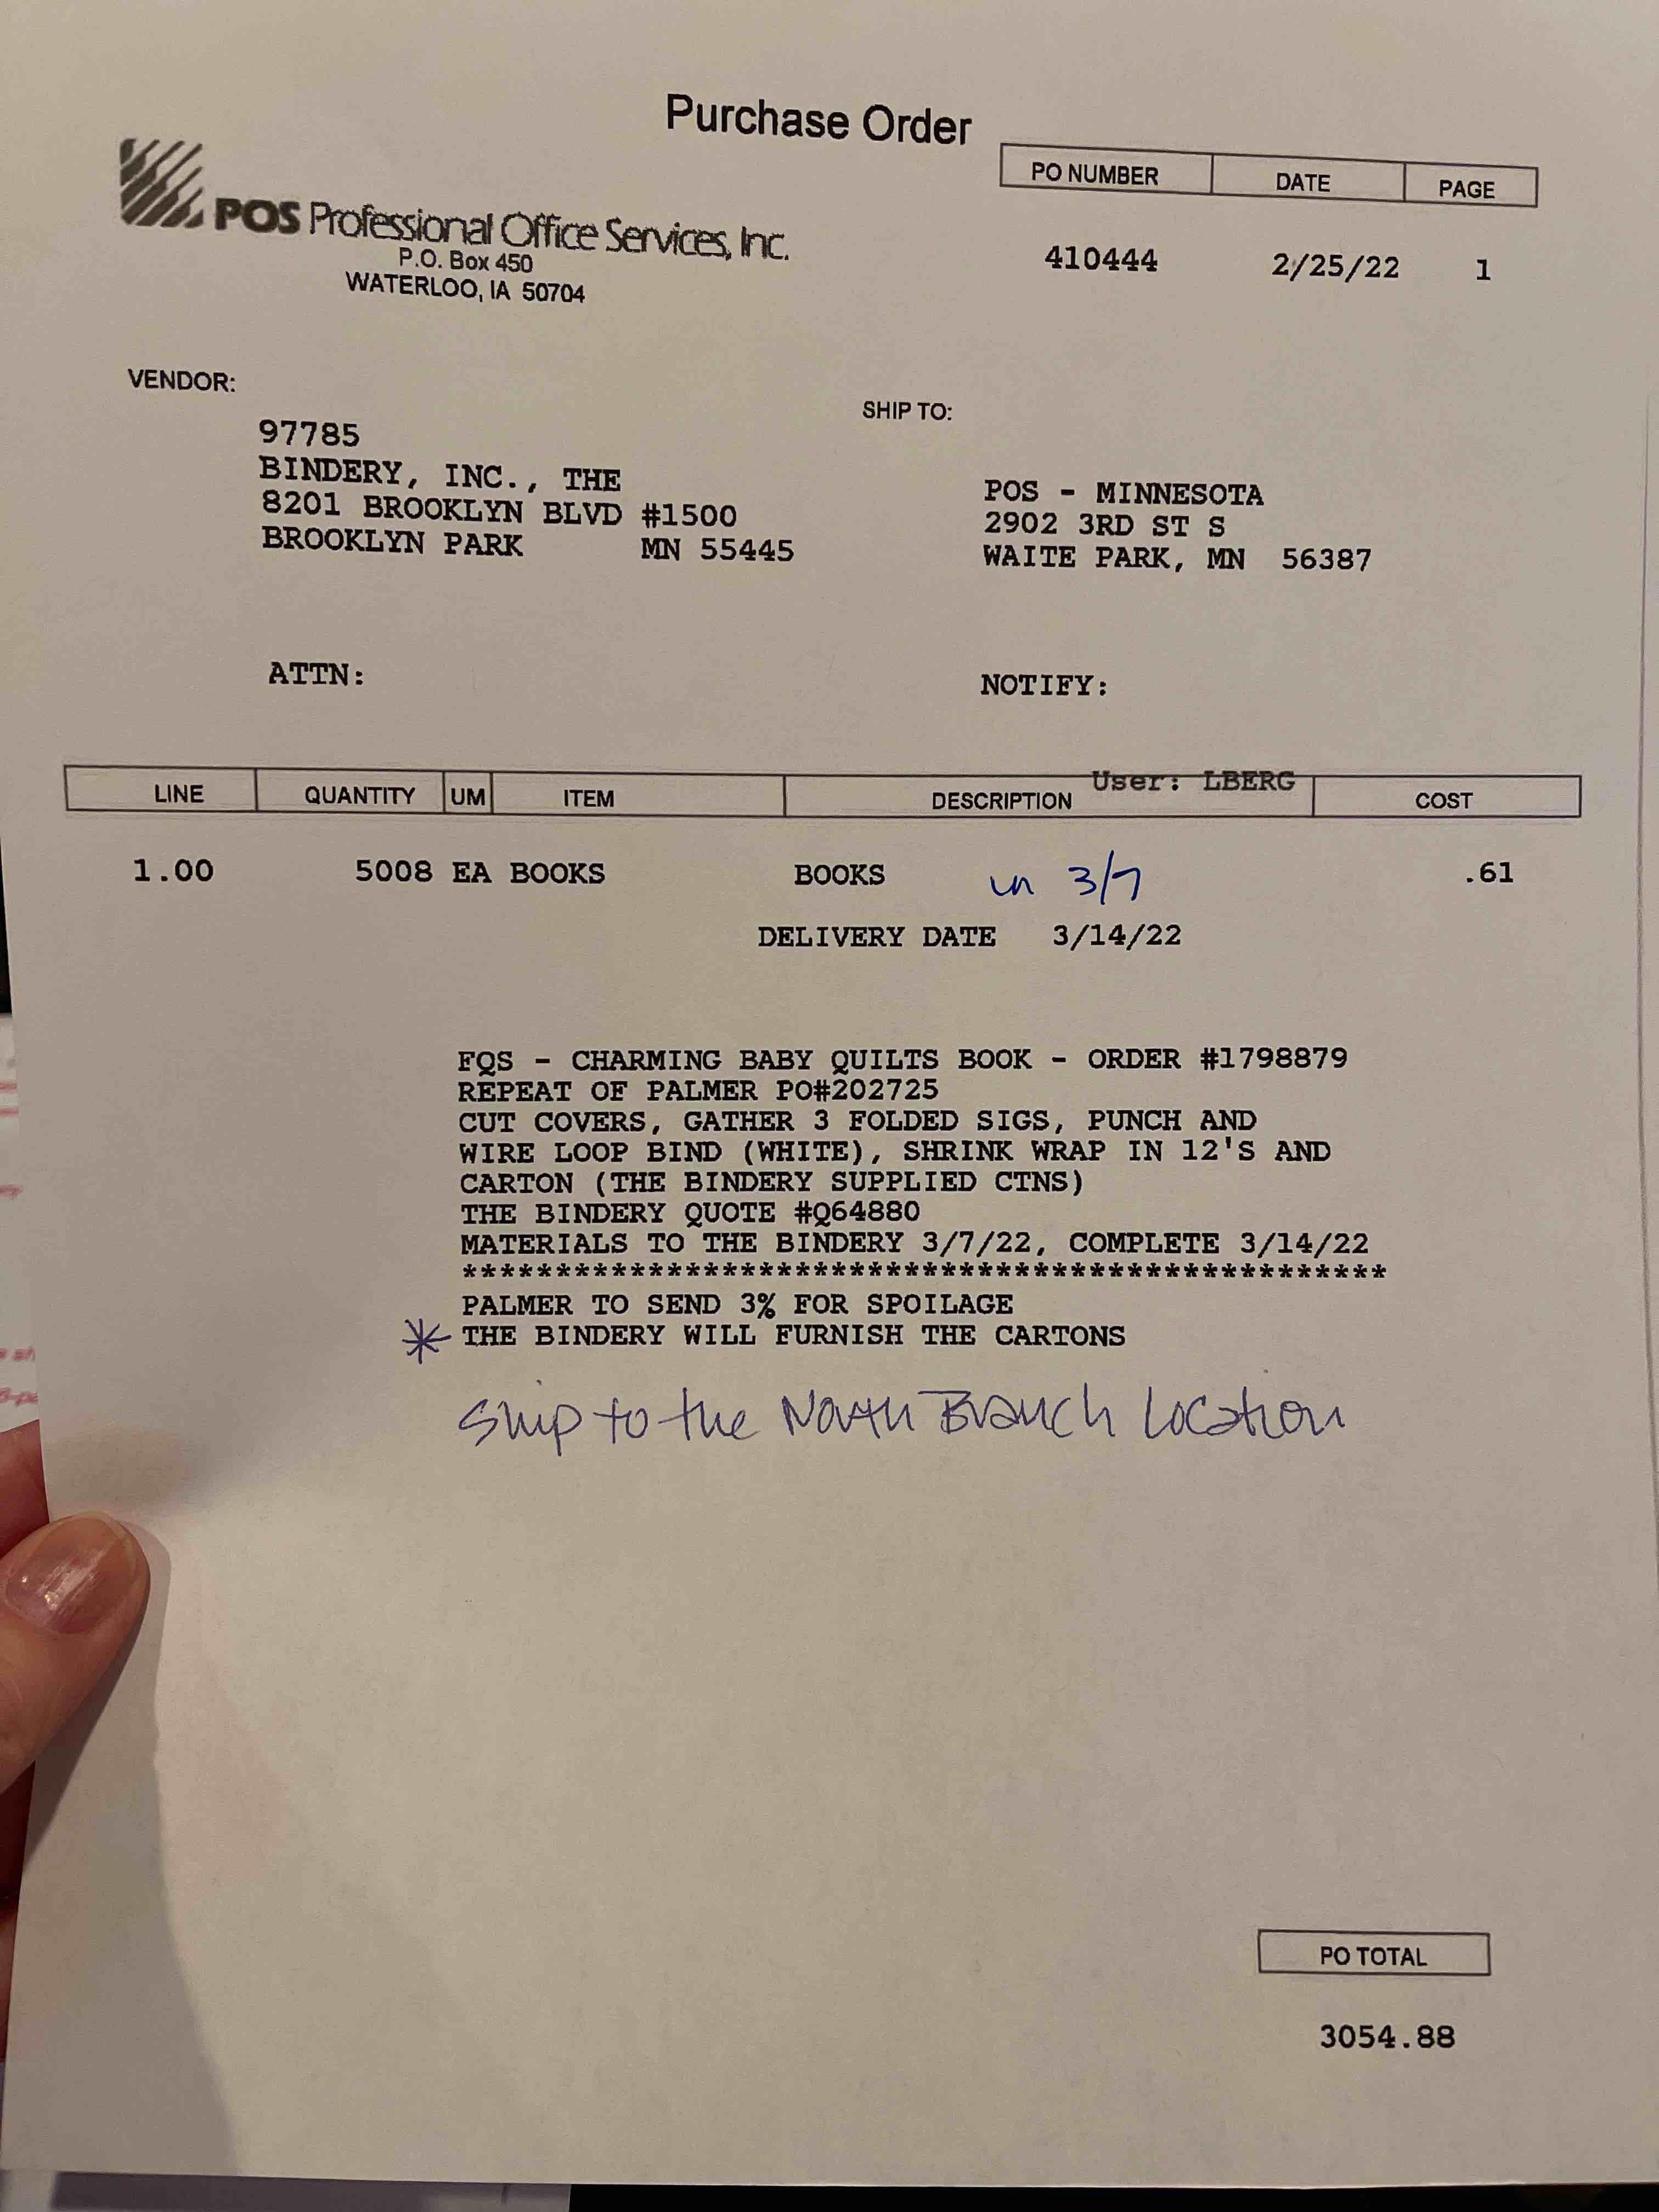 Purchase Order
PO NUMBER DATE PAGE
POS Professional Office Services, Inc.
P.O. Box 450
WATERLOO, IA 50704
410444 2/25/22 1
VENDOR:
97785
BINDERY, INC., THE
8201 BROOKLYN BLVD #1500
BROOKLYN PARK MN 55445
SHIP TO:
POS - MINNESOTA
2902 3RD ST S
WAITE PARK, MN 56387
ATTN:
NOTIFY:
User: LBERG
LINE QUANTITY UM ITEM DESCRIPTION COST
1.00 5008 EA BOOKS BOOKS in 3/7 .61
DELIVERY DATE 3/14/22
FQS - CHARMING BABY QUILTS BOOK - ORDER #1798879
REPEAT OF PALMER PO#202725
CUT COVERS, GATHER 3 FOLDED SIGS, PUNCH AND
WIRE LOOP BIND (WHITE), SHRINK WRAP IN 12'S AND
CARTON (THE BINDERY SUPPLIED CTNS)
THE BINDERY QUOTE #Q64880
MATERIALS TO THE BINDERY 3/7/22, COMPLETE 3/14/22
**************************************************
PALMER TO SEND 3% FOR SPOILAGE
* THE BINDERY WILL FURNISH THE CARTONS
Ship to the North Branch Location
PO TOTAL
3054.88